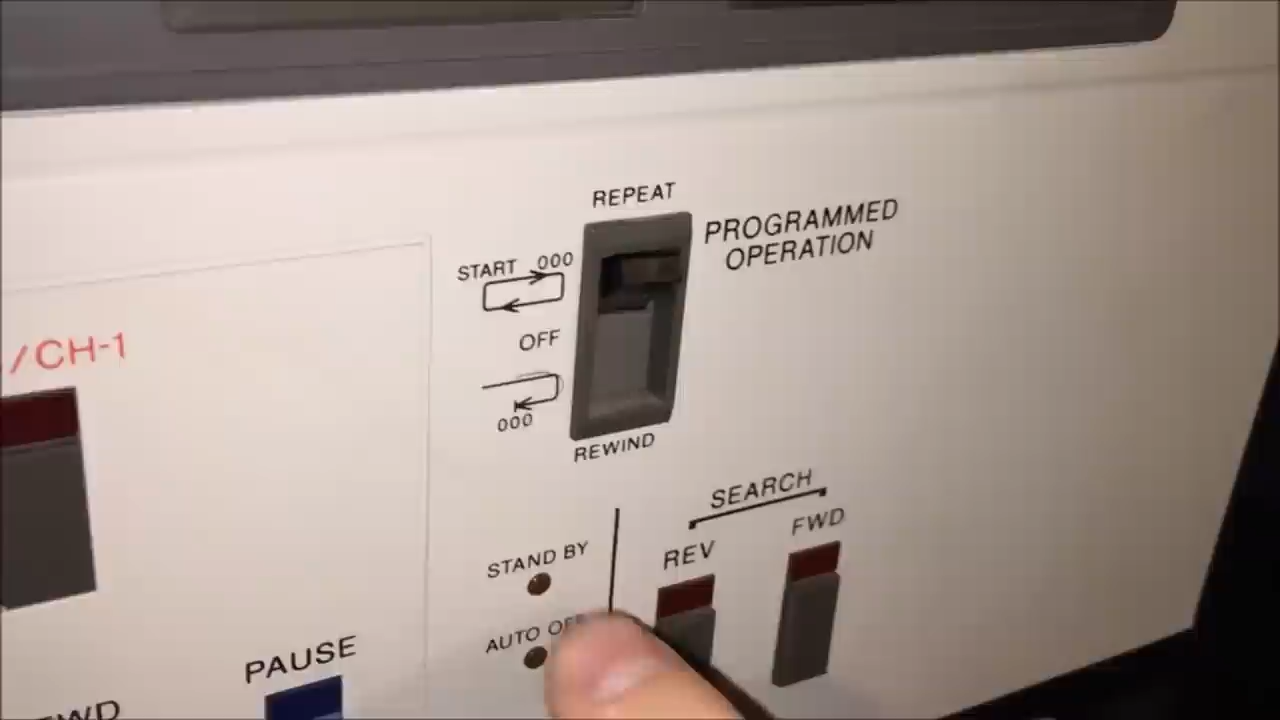 REPEAT
PROGRAMMED
OPERATION
START 000
/CH-1
OFF
000
REWIND
SEARCH
REV
FWD
STAND BY
AUTO OFF
PAUSE
FWD